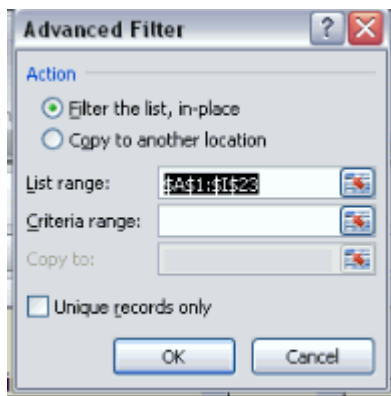 Advanced Filter
Action
Filter the list, in-place
Copy to another location
List range: $A$1:$I$23
Criteria range:
Copy to:
Unique records only
OK Cancel